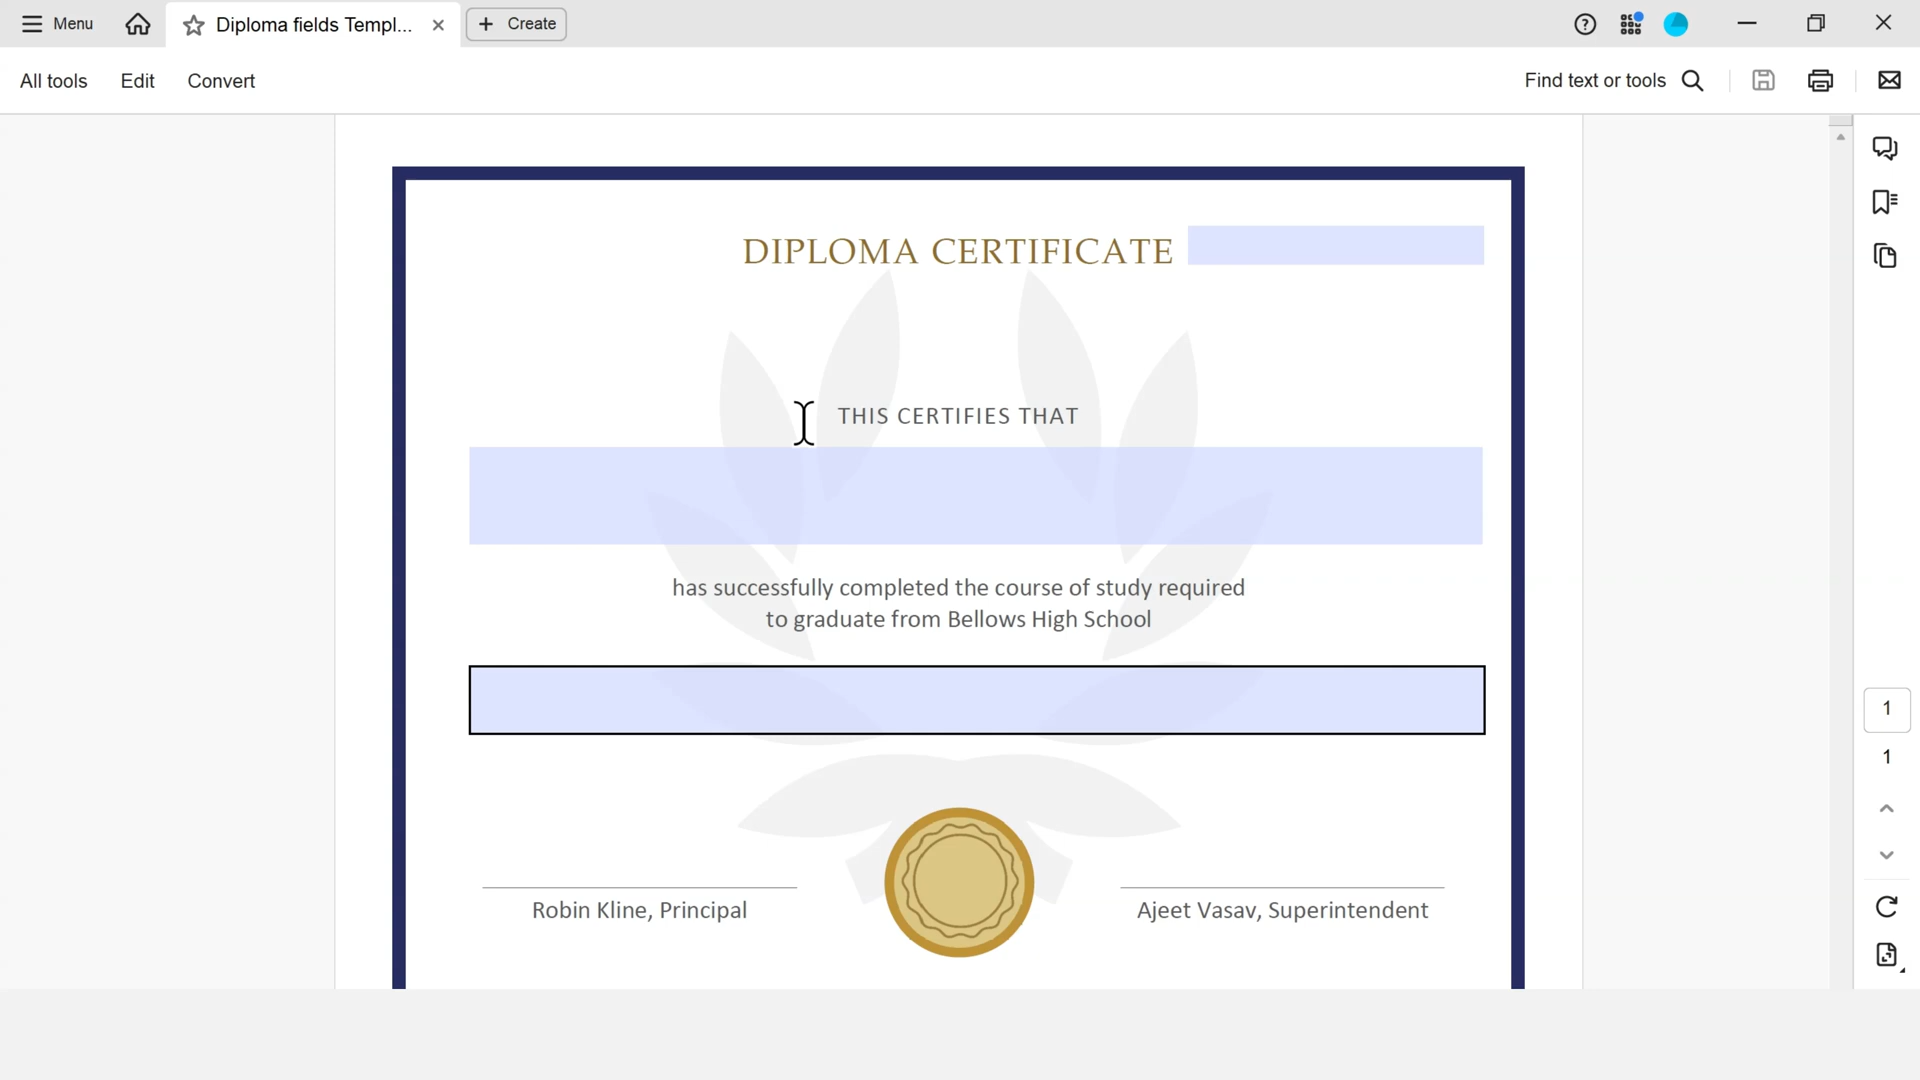 Menu
Diploma fields Templ...
Create
All tools
Edit
Convert
Find text or tools
DIPLOMA CERTIFICATE
THIS CERTIFIES THAT
has successfully completed the course of study required
to graduate from Bellows High School
Robin Kline, Principal
Ajeet Vasav, Superintendent
1
1